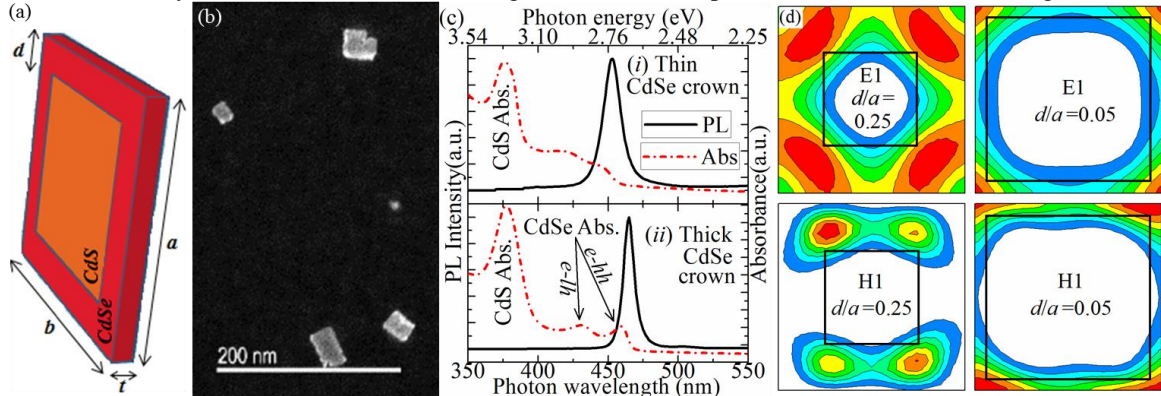 (a)
d
CdS
CdSe
a
b
t
(b)
200 nm
(c)
Photon energy (eV)
3.54 3.10 2.76 2.48 2.25
(i) Thin
CdSe crown
PL
Abs
CdS Abs.
PL Intensity(a.u.)
Absorbance(a.u.)
CdSe Abs.
(ii) Thick
CdSe
crown
e-hh
e-lh
CdS Abs.
350 400 450 500 550
Photon wavelength (nm)
(d)
E1
d/a=
0.25
E1
d/a=0.05
H1
d/a=0.25
H1
d/a=0.05